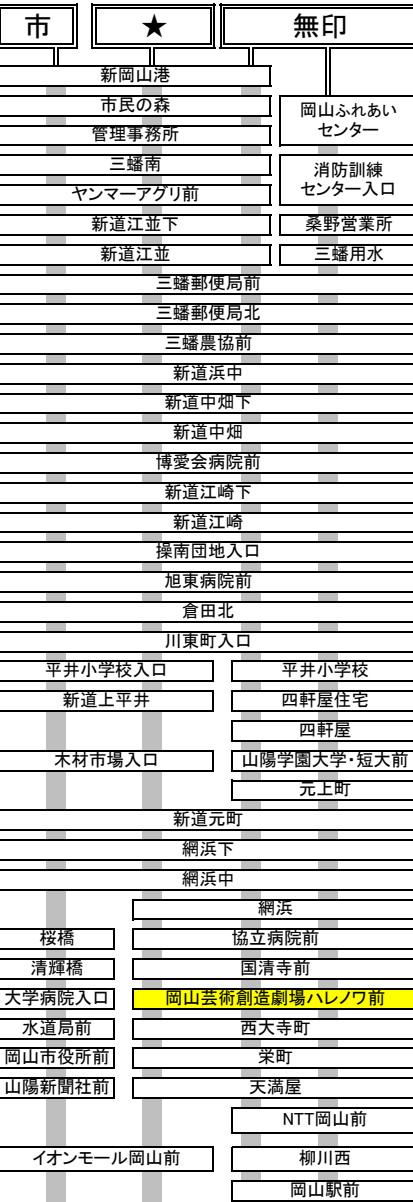 市 ★ 無印
新岡山港
市民の森 岡山ふれあい
センター
管理事務所
三蟠南 消防訓練
センター入口
ヤンマーアグリ前
新道江並下 桑野営業所
新道江並 三蟠用水
三蟠郵便局前
三蟠郵便局北
三蟠農協前
新道浜中
新道中畑下
新道中畑
博愛会病院前
新道江崎下
新道江崎
操南団地入口
旭東病院前
倉田北
川東町入口
平井小学校入口 平井小学校
新道上平井 四軒屋住宅
四軒屋
木材市場入口 山陽学園大学・短大前
元上町
新道元町
網浜下
網浜中
網浜
桜橋 協立病院前
清輝橋 国清寺前
大学病院入口 岡山芸術創造劇場ハレノワ前
水道局前 西大寺町
岡山市役所前 栄町
山陽新聞社前 天満屋
NTT岡山前
イオンモール岡山前 柳川西
岡山駅前